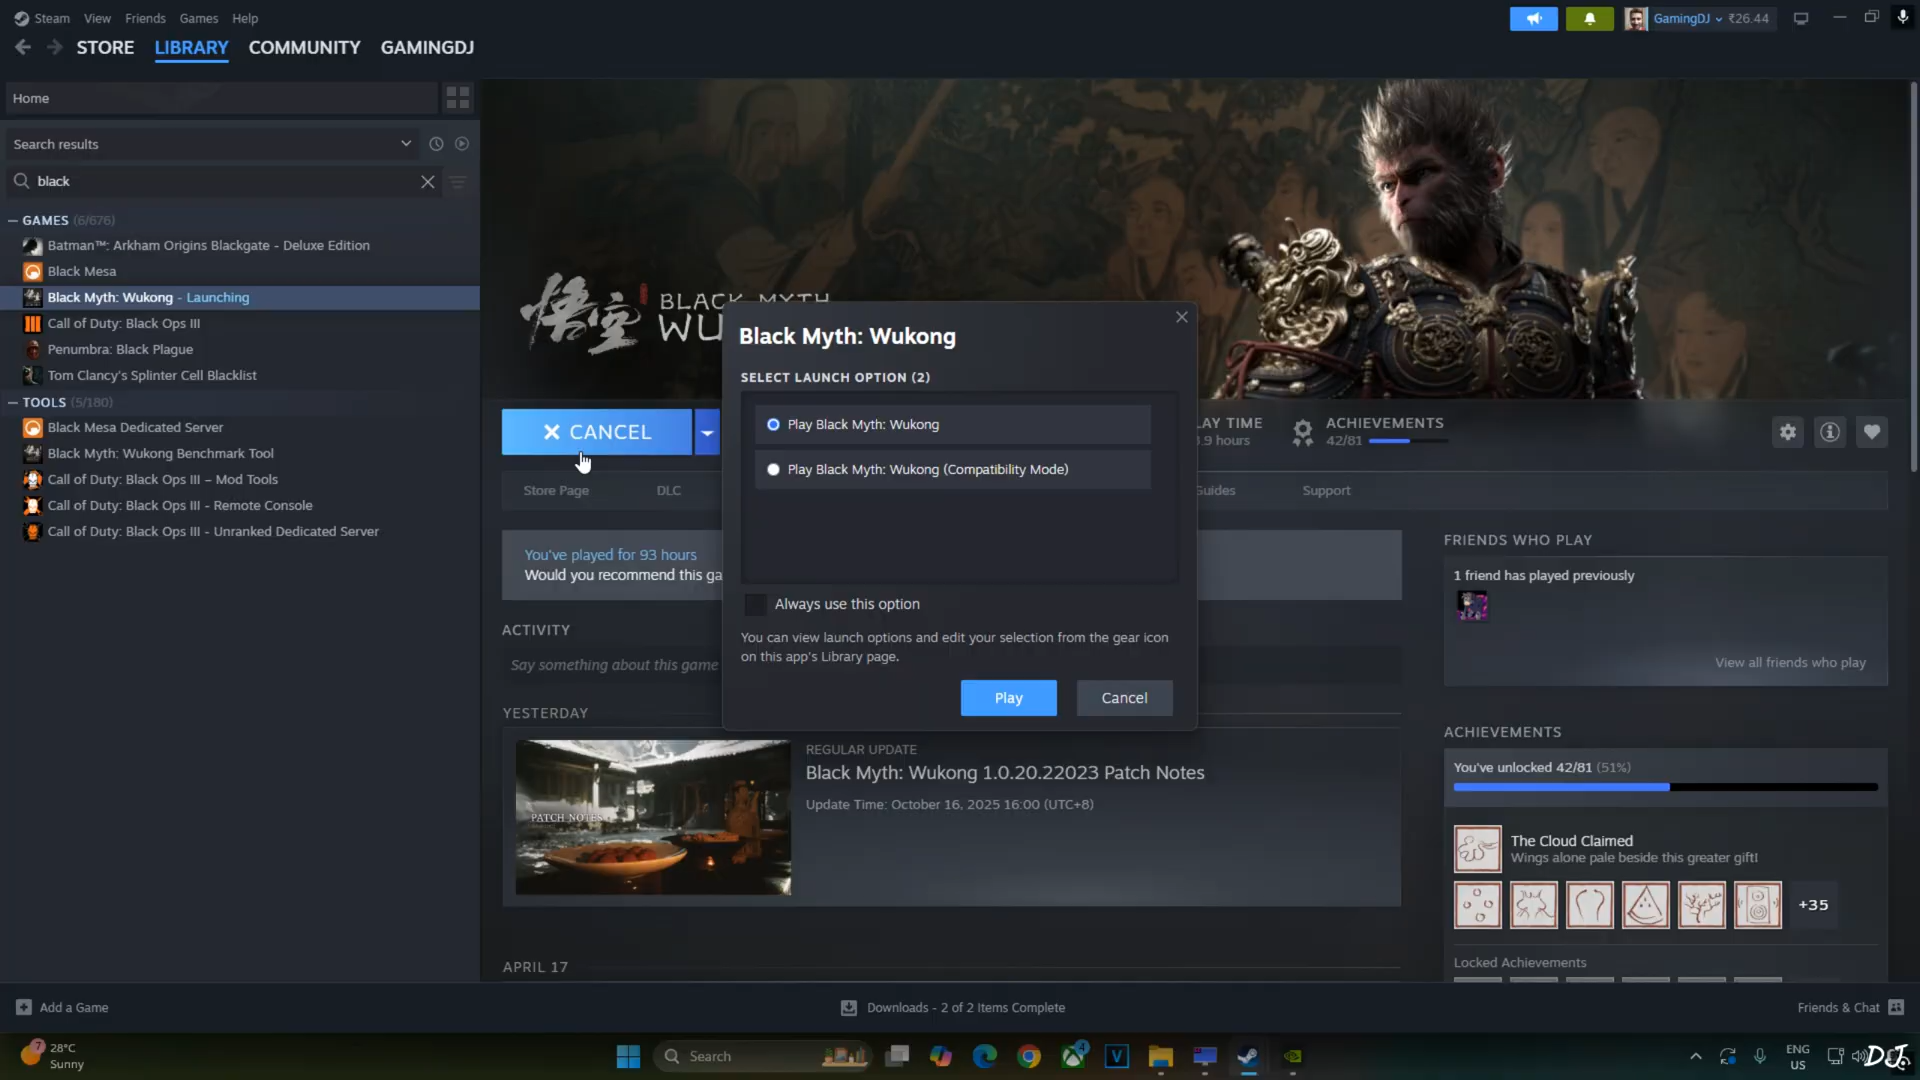 Steam View Friends Games Help
GamingDJ ₹26.44
STORE LIBRARY COMMUNITY GAMINGDJ
Home
Search results
black
GAMES (6/676)
Batman™: Arkham Origins Blackgate - Deluxe Edition
Black Mesa
Black Myth: Wukong - Launching
Call of Duty: Black Ops III
Penumbra: Black Plague
Tom Clancy's Splinter Cell Blacklist
TOOLS (5/180)
Black Mesa Dedicated Server
Black Myth: Wukong Benchmark Tool
Call of Duty: Black Ops III - Mod Tools
Call of Duty: Black Ops III - Remote Console
Call of Duty: Black Ops III - Unranked Dedicated Server
悟空
BLACK MYTH
WU
CANCEL
LAY TIME
3.9 hours
ACHIEVEMENTS
42/81
Store Page DLC Guides Support
You've played for 93 hours
Would you recommend this ga
ACTIVITY
Say something about this game
YESTERDAY
PATCH NOTES
REGULAR UPDATE
Black Myth: Wukong 1.0.20.22023 Patch Notes
Update Time: October 16, 2025 16:00 (UTC+8)
APRIL 17
Black Myth: Wukong
SELECT LAUNCH OPTION (2)
Play Black Myth: Wukong
Play Black Myth: Wukong (Compatibility Mode)
Always use this option
You can view launch options and edit your selection from the gear icon
on this app's Library page.
Play Cancel
FRIENDS WHO PLAY
1 friend has played previously
View all friends who play
ACHIEVEMENTS
You've unlocked 42/81 (51%)
The Cloud Claimed
Wings alone pale beside this greater gift!
+35
Locked Achievements
Add a Game
Downloads - 2 of 2 Items Complete
Friends & Chat
7
28°C
Sunny
Search
4
V
ENG
US
DJ